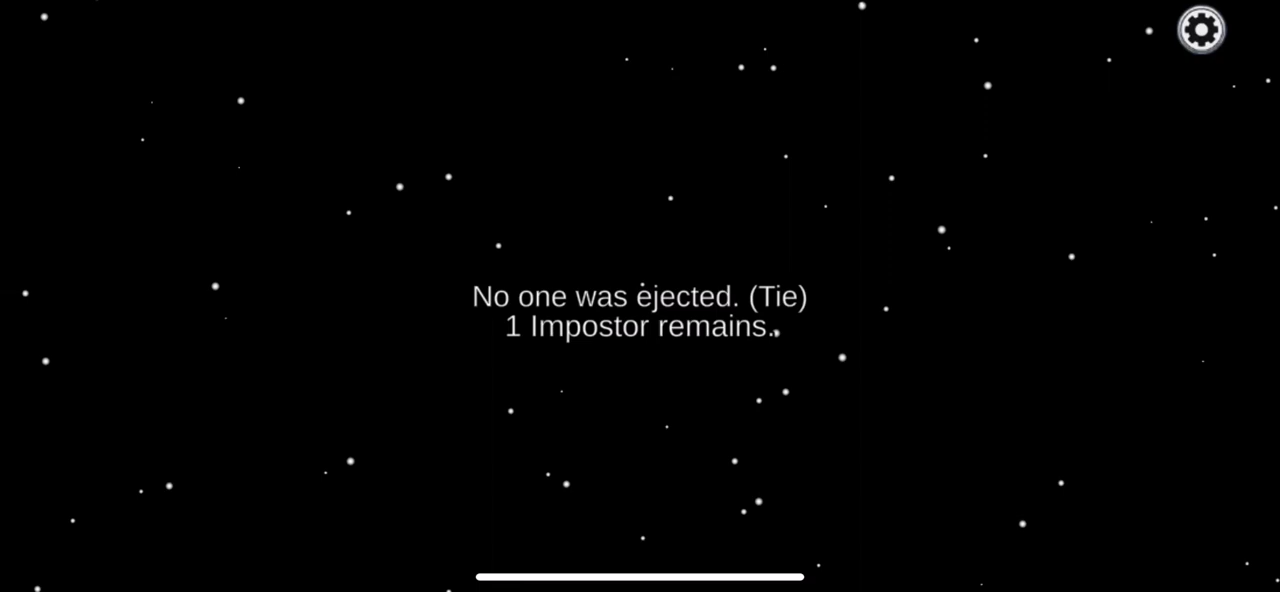 No one was ejected. (Tie)
1 Impostor remains.